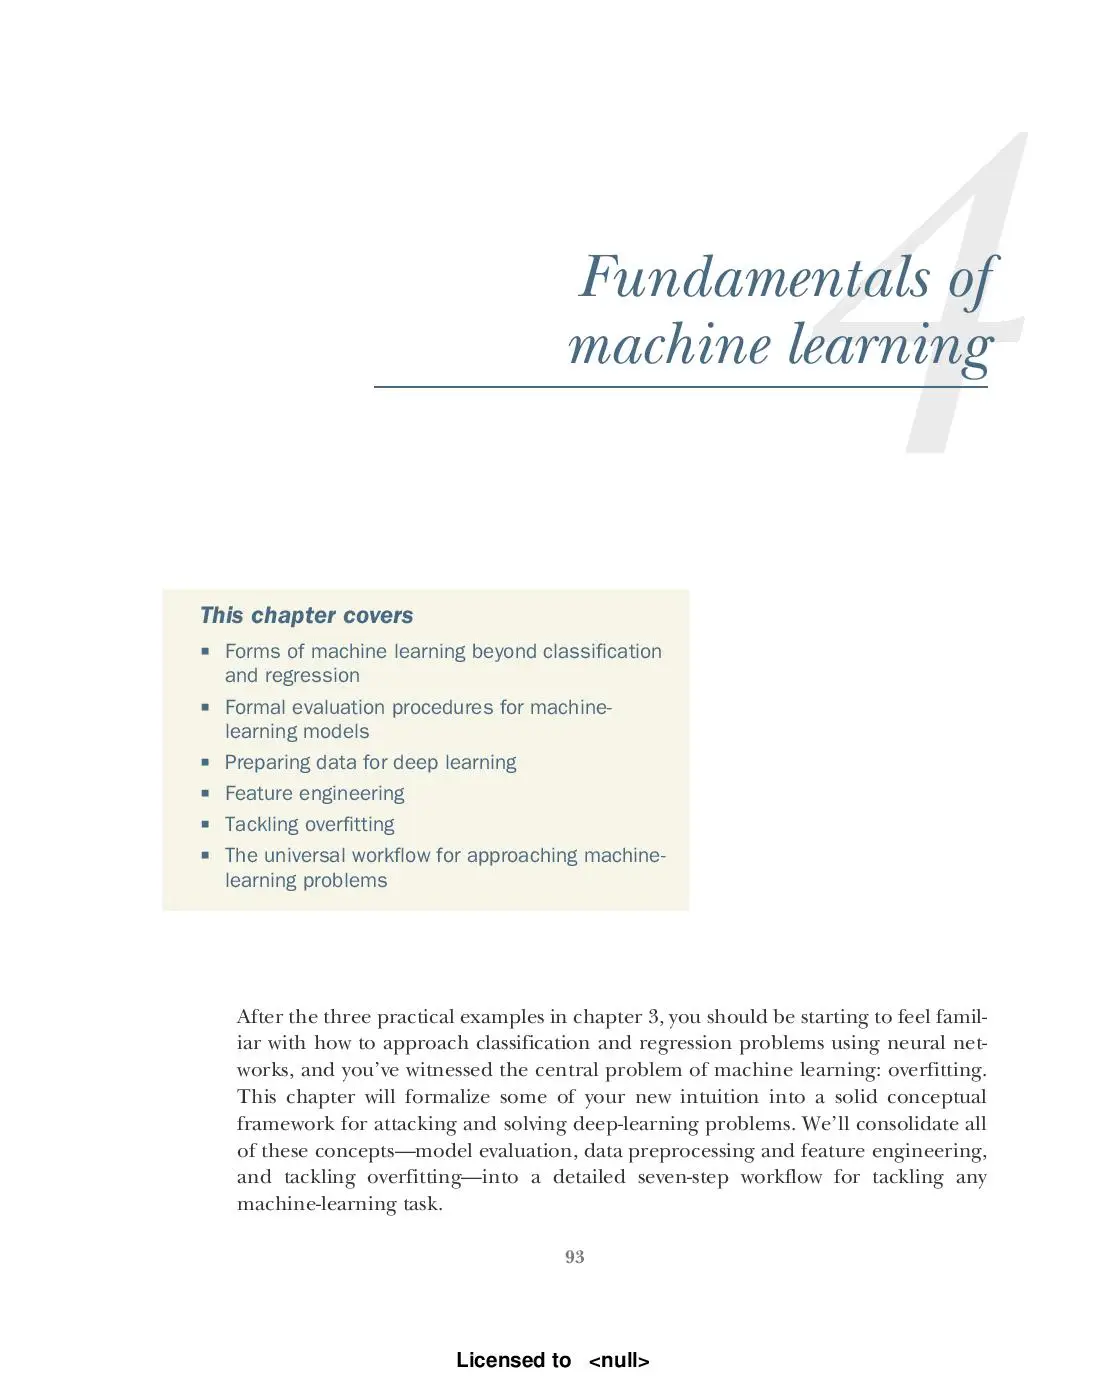 4
Fundamentals of
machine learning
This chapter covers
▪ Forms of machine learning beyond classification
and regression
▪ Formal evaluation procedures for machine-
learning models
▪ Preparing data for deep learning
▪ Feature engineering
▪ Tackling overfitting
▪ The universal workflow for approaching machine-
learning problems
After the three practical examples in chapter 3, you should be starting to feel famil-
iar with how to approach classification and regression problems using neural net-
works, and you’ve witnessed the central problem of machine learning: overfitting.
This chapter will formalize some of your new intuition into a solid conceptual
framework for attacking and solving deep-learning problems. We’ll consolidate all
of these concepts—model evaluation, data preprocessing and feature engineering,
and tackling overfitting—into a detailed seven-step workflow for tackling any
machine-learning task.
93
Licensed to <null>